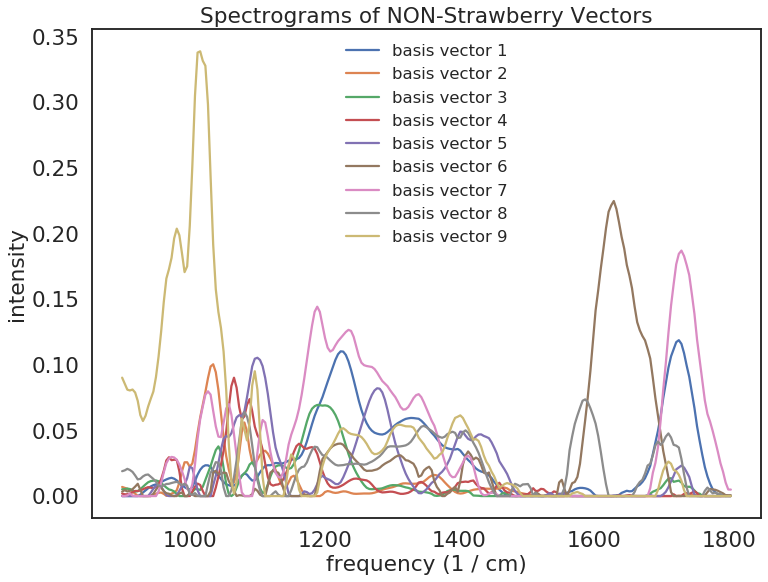 Spectrograms of NON-Strawberry Vectors
0.35
0.30
0.25
0.20
0.15
0.10
0.05
0.00
intensity
basis vector 1
basis vector 2
basis vector 3
basis vector 4
basis vector 5
basis vector 6
basis vector 7
basis vector 8
basis vector 9
1000 1200 1400 1600 1800
frequency (1 / cm)